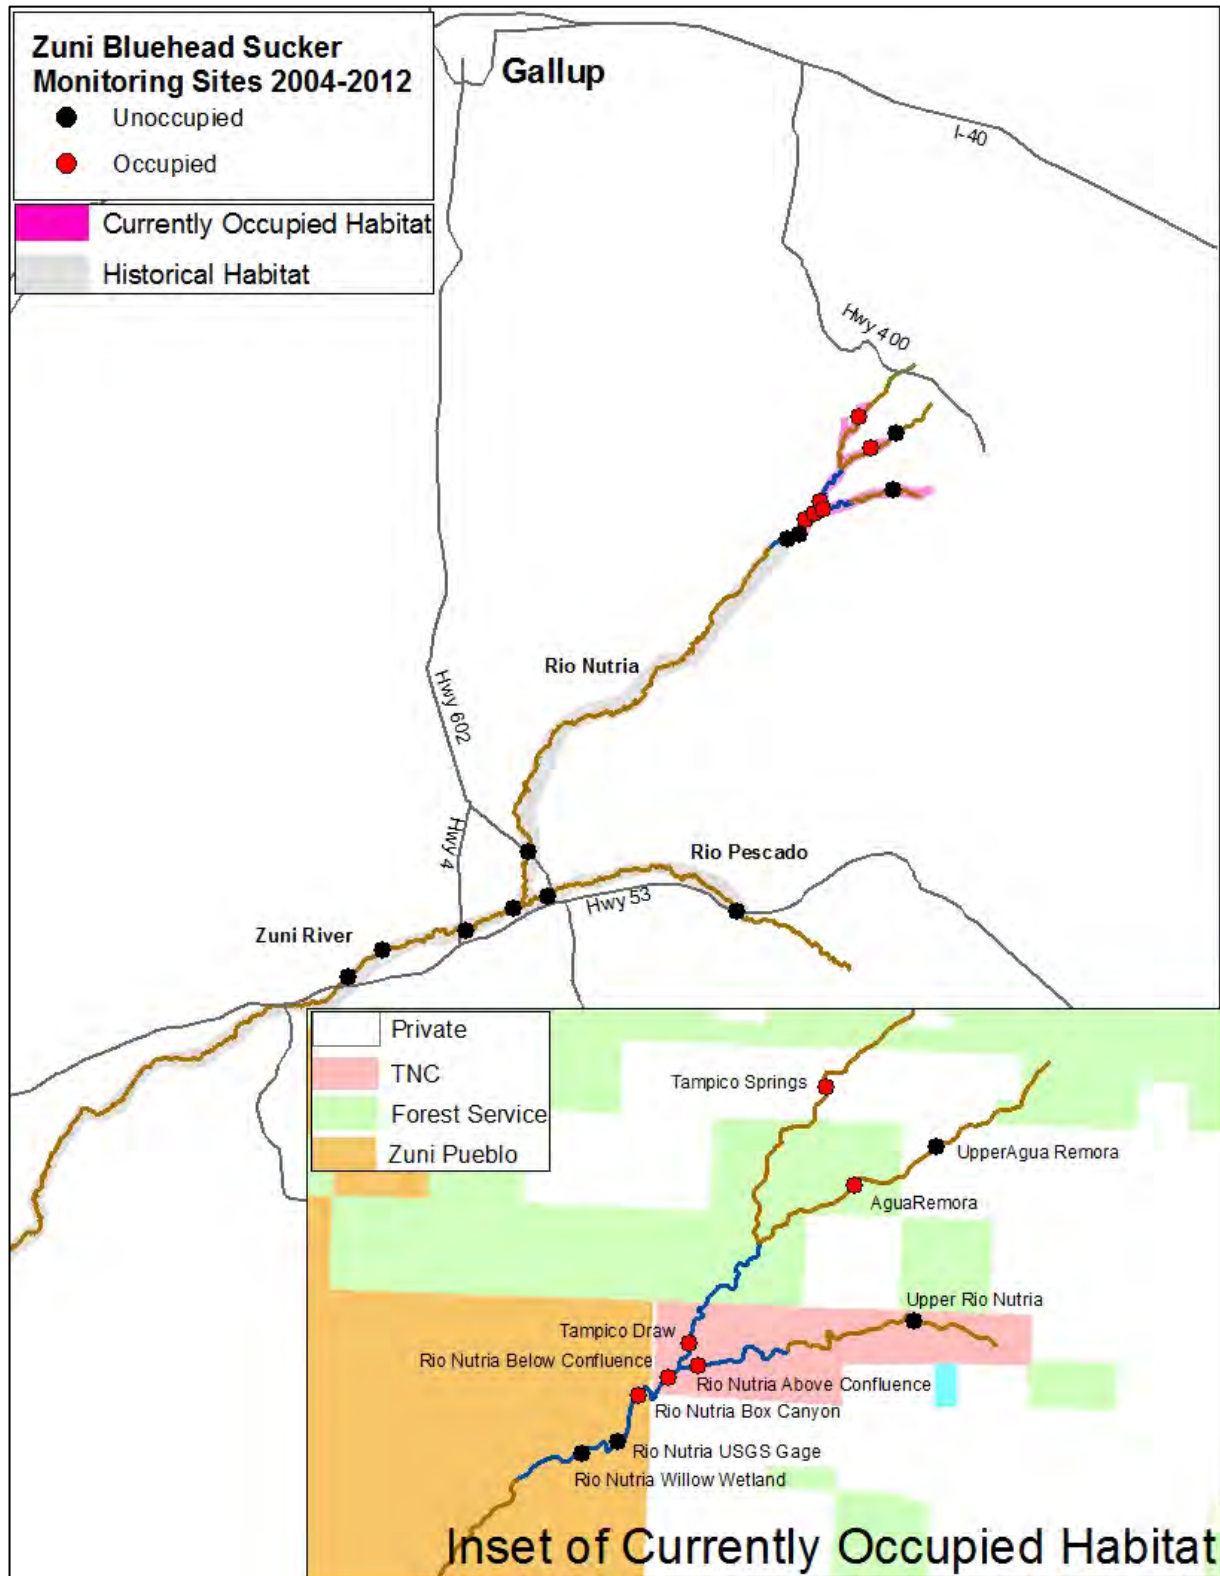 Zuni Bluehead Sucker
Monitoring Sites 2004-2012
Unoccupied
Occupied
Currently Occupied Habitat
Historical Habitat
Gallup
I-40
Hwy 400
Rio Nutria
Hwy 602
Hwy 4
Rio Pescado
Hwy 53
Zuni River
Private
TNC
Forest Service
Zuni Pueblo
Tampico Springs
UpperAgua Remora
AguaRemora
Upper Rio Nutria
Tampico Draw
Rio Nutria Below Confluence
Rio Nutria Above Confluence
Rio Nutria Box Canyon
Rio Nutria USGS Gage
Rio Nutria Willow Wetland
Inset of Currently Occupied Habitat